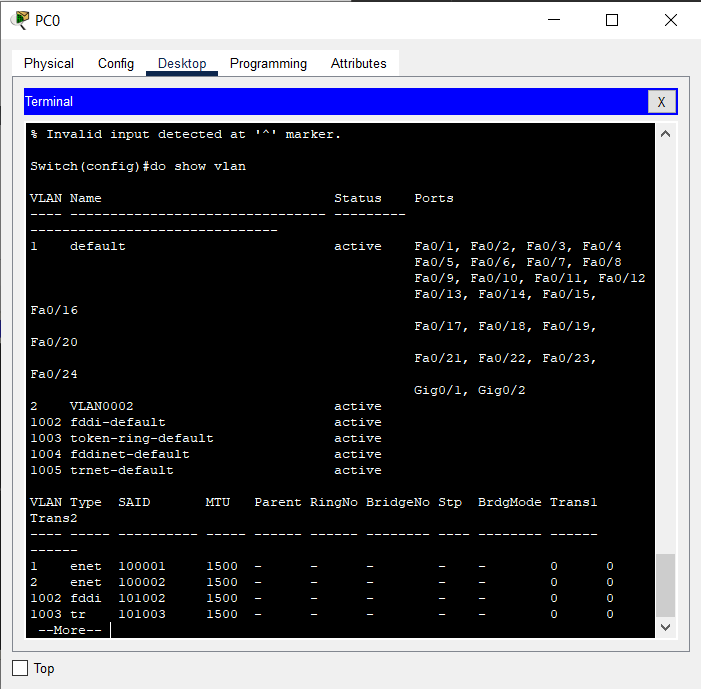 PC0
Physical Config Desktop Programming Attributes
Terminal X
% Invalid input detected at '^' marker.
Switch(config)#do show vlan
VLAN Name                             Status    Ports
---- -------------------------------- ---------
-------------------------------
1    default                          active    Fa0/1, Fa0/2, Fa0/3, Fa0/4
                                                Fa0/5, Fa0/6, Fa0/7, Fa0/8
                                                Fa0/9, Fa0/10, Fa0/11, Fa0/12
                                                Fa0/13, Fa0/14, Fa0/15,
Fa0/16
                                                Fa0/17, Fa0/18, Fa0/19,
Fa0/20
                                                Fa0/21, Fa0/22, Fa0/23,
Fa0/24
                                                Gig0/1, Gig0/2
2    VLAN0002                         active
1002 fddi-default                     active
1003 token-ring-default               active
1004 fddinet-default                  active
1005 trnet-default                    active
VLAN Type  SAID       MTU   Parent RingNo BridgeNo Stp  BrdgMode Trans1
Trans2
---- ----- ---------- ----- ------ ------ -------- ---- -------- ------
------
1    enet  100001     1500  -      -      -        -    -        0      0
2    enet  100002     1500  -      -      -        -    -        0      0
1002 fddi  101002     1500  -      -      -        -    -        0      0
1003 tr    101003     1500  -      -      -        -    -        0      0
 --More--
Top